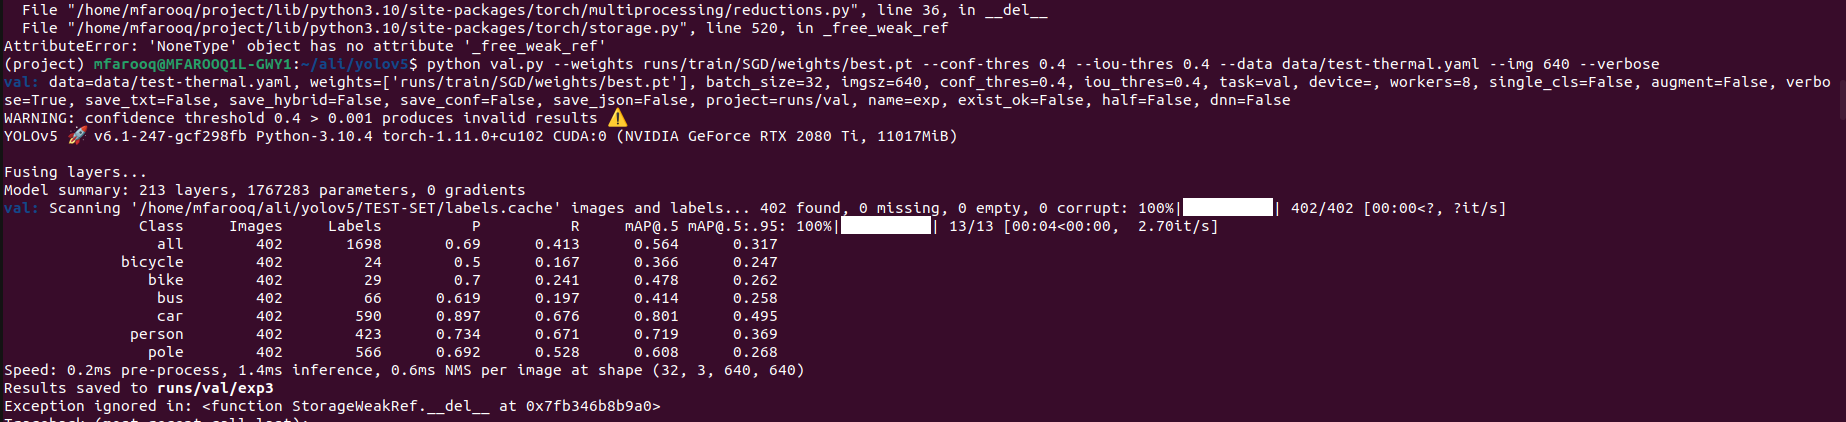 File "/home/mfarooq/project/lib/python3.10/site-packages/torch/multiprocessing/reductions.py", line 36, in __del__
File "/home/mfarooq/project/lib/python3.10/site-packages/torch/storage.py", line 520, in _free_weak_ref
AttributeError: 'NoneType' object has no attribute '_free_weak_ref'
(project) mfarooq@MFAROOQ1L-GWY1:~/ali/yolov5$ python val.py --weights runs/train/SGD/weights/best.pt --conf-thres 0.4 --iou-thres 0.4 --data data/test-thermal.yaml --img 640 --verbose
val: data=data/test-thermal.yaml, weights=['runs/train/SGD/weights/best.pt'], batch_size=32, imgsz=640, conf_thres=0.4, iou_thres=0.4, task=val, device=, workers=8, single_cls=False, augment=False, verbo
se=True, save_txt=False, save_hybrid=False, save_conf=False, save_json=False, project=runs/val, name=exp, exist_ok=False, half=False, dnn=False
WARNING: confidence threshold 0.4 > 0.001 produces invalid results ⚠️
YOLOv5 🚀 v6.1-247-gcf298fb Python-3.10.4 torch-1.11.0+cu102 CUDA:0 (NVIDIA GeForce RTX 2080 Ti, 11017MiB)
Fusing layers...
Model summary: 213 layers, 1767283 parameters, 0 gradients
val: Scanning '/home/mfarooq/ali/yolov5/TEST-SET/labels.cache' images and labels... 402 found, 0 missing, 0 empty, 0 corrupt: 100%|██████████| 402/402 [00:00<?, ?it/s]
Class Images Labels P R mAP@.5 mAP@.5:.95: 100%|██████████| 13/13 [00:04<00:00, 2.70it/s]
all 402 1698 0.69 0.413 0.564 0.317
bicycle 402 24 0.5 0.167 0.366 0.247
bike 402 29 0.7 0.241 0.478 0.262
bus 402 66 0.619 0.197 0.414 0.258
car 402 590 0.897 0.676 0.801 0.495
person 402 423 0.734 0.671 0.719 0.369
pole 402 566 0.692 0.528 0.608 0.268
Speed: 0.2ms pre-process, 1.4ms inference, 0.6ms NMS per image at shape (32, 3, 640, 640)
Results saved to runs/val/exp3
Exception ignored in: <function StorageWeakRef.__del__ at 0x7fb346b8b9a0>
Traceback (most recent call last):